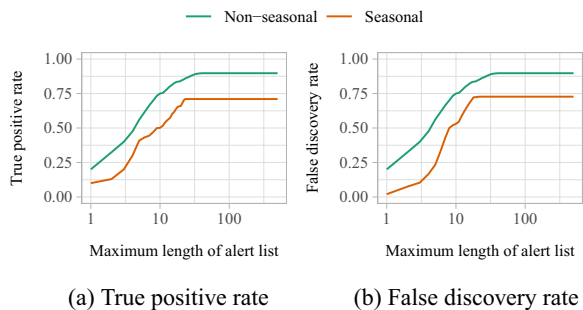 Non−seasonal Seasonal
1.00
0.75
0.50
0.25
0.00
True positive rate
1 10 100
Maximum length of alert list
(a) True positive rate
1.00
0.75
0.50
0.25
0.00
False discovery rate
1 10 100
Maximum length of alert list
(b) False discovery rate